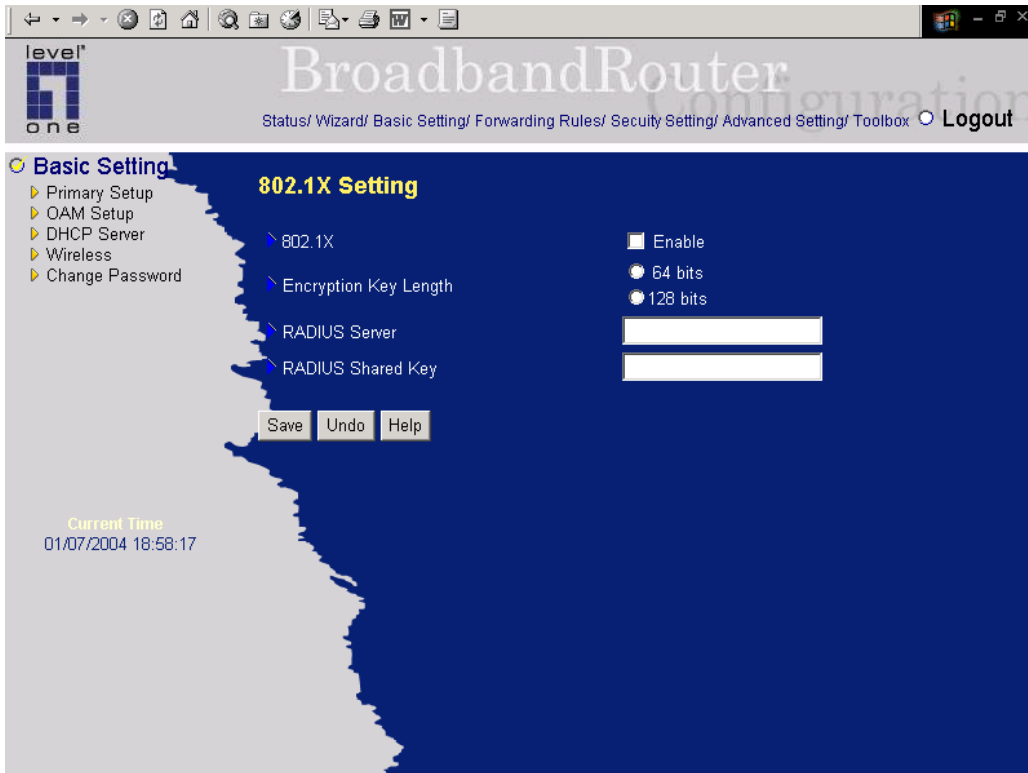 level
one
BroadbandRouter
Configuration
Status/ Wizard/ Basic Setting/ Forwarding Rules/ Secuity Setting/ Advanced Setting/ Toolbox
Logout
Basic Setting
Primary Setup
OAM Setup
DHCP Server
Wireless
Change Password
Current Time
01/07/2004 18:58:17
802.1X Setting
802.1X
Enable
Encryption Key Length
64 bits
128 bits
RADIUS Server
RADIUS Shared Key
Save Undo Help